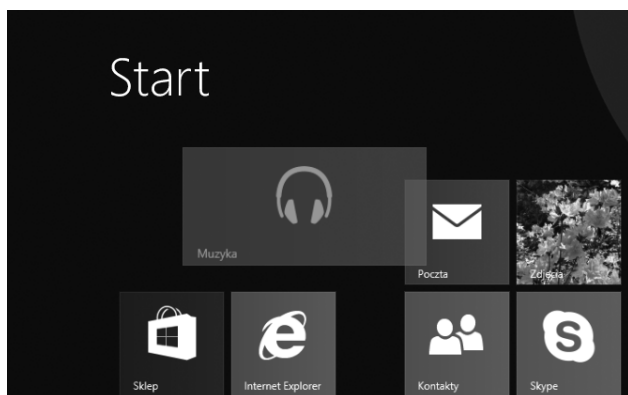 Start
Muzyka
Poczta
Zdjęcia
Sklep
Internet Explorer
Kontakty
Skype